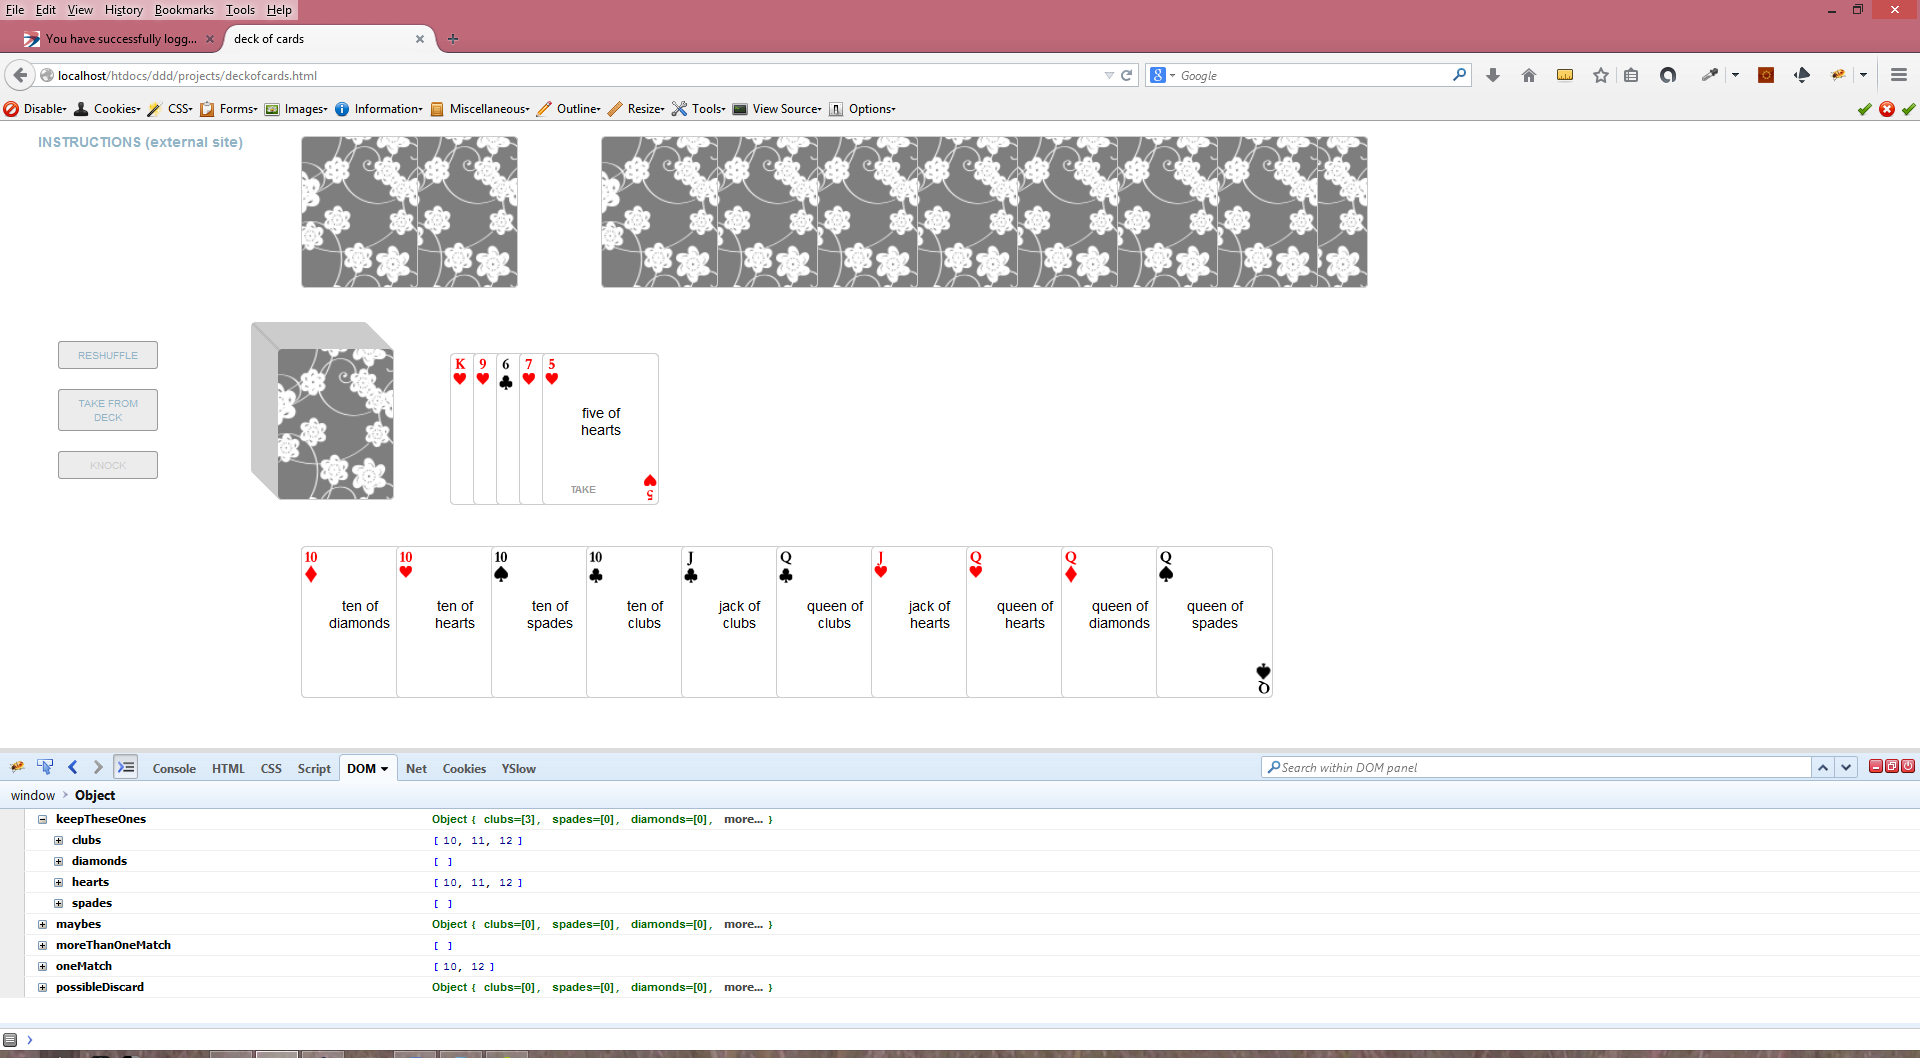 File Edit View History Bookmarks Tools Help
You have successfully logg...
deck of cards
localhost/htdocs/ddd/projects/deckofcards.html
Google
Disable Cookies CSS Forms Images Information Miscellaneous Outline Resize Tools View Source Options
INSTRUCTIONS (external site)
RESHUFFLE
TAKE FROM
DECK
KNOCK
K 9 6 7 5
five of
hearts
TAKE
5
10 10 10 10 J Q J Q Q Q
ten of diamonds
ten of hearts
ten of spades
ten of clubs
jack of clubs
queen of clubs
jack of hearts
queen of hearts
queen of diamonds
queen of spades
Q
Console HTML CSS Script DOM Net Cookies YSlow
Search within DOM panel
window > Object
keepTheseOnes Object { clubs=[3], spades=[0], diamonds=[0], more... }
clubs [ 10, 11, 12 ]
diamonds [ ]
hearts [ 10, 11, 12 ]
spades [ ]
maybes Object { clubs=[0], spades=[0], diamonds=[0], more... }
moreThanOneMatch [ ]
oneMatch [ 10, 12 ]
possibleDiscard Object { clubs=[0], spades=[0], diamonds=[0], more... }